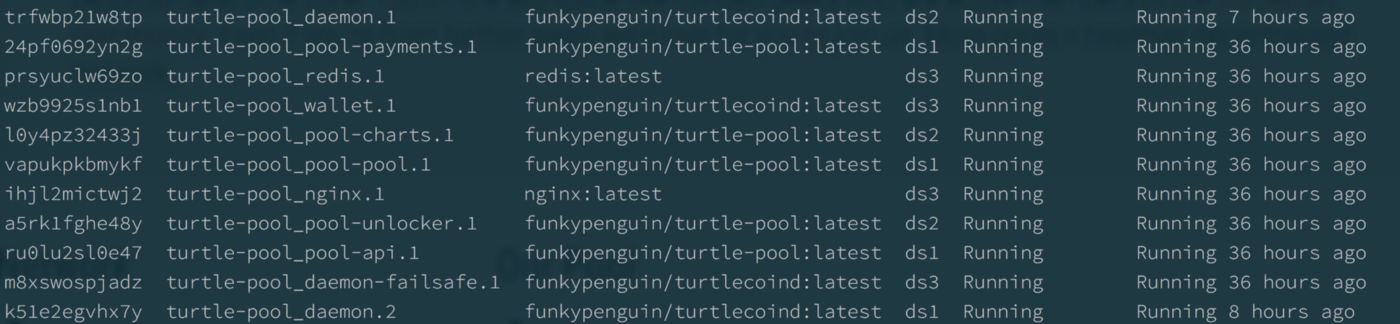 trfwbp21w8tp turtle-pool_daemon.1 funkypenguin/turtlecoind:latest ds2 Running Running 7 hours ago
24pf0692yn2g turtle-pool_pool-payments.1 funkypenguin/turtle-pool:latest ds1 Running Running 36 hours ago
prsyuclw69zo turtle-pool_redis.1 redis:latest ds3 Running Running 36 hours ago
wzb9925s1nb1 turtle-pool_wallet.1 funkypenguin/turtlecoind:latest ds3 Running Running 36 hours ago
l0y4pz32433j turtle-pool_pool-charts.1 funkypenguin/turtle-pool:latest ds2 Running Running 36 hours ago
vapukpkbmykf turtle-pool_pool-pool.1 funkypenguin/turtle-pool:latest ds1 Running Running 36 hours ago
ihjl2mictwj2 turtle-pool_nginx.1 nginx:latest ds3 Running Running 36 hours ago
a5rk1fghe48y turtle-pool_pool-unlocker.1 funkypenguin/turtle-pool:latest ds2 Running Running 36 hours ago
ru0lu2sl0e47 turtle-pool_pool-api.1 funkypenguin/turtle-pool:latest ds1 Running Running 36 hours ago
m8xswospjadz turtle-pool_daemon-failsafe.1 funkypenguin/turtlecoind:latest ds3 Running Running 36 hours ago
k51e2egvhx7y turtle-pool_daemon.2 funkypenguin/turtlecoind:latest ds1 Running Running 8 hours ago